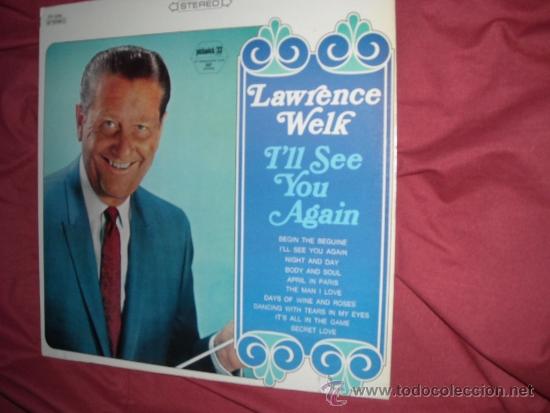 STEREO
pickwick 33
Lawrence
Welk
I'll See
You
Again
BEGIN THE BEGUINE
I'LL SEE YOU AGAIN
NIGHT AND DAY
BODY AND SOUL
APRIL IN PARIS
THE MAN I LOVE
DAYS OF WINE AND ROSES
DANCING WITH TEARS IN MY EYES
IT'S ALL IN THE GAME
SECRET LOVE
www.todocoleccion.net